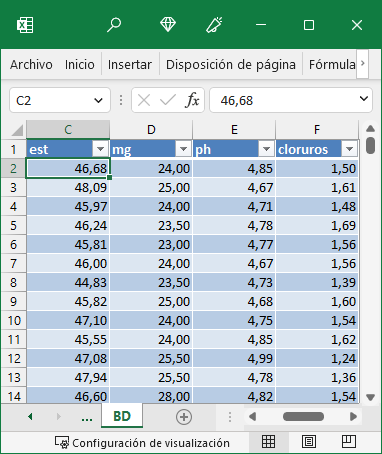 Archivo Inicio Insertar Disposición de página Fórmula
C2 fx 46,68
C D E F
1 est mg ph cloruros
2 46,68 24,00 4,85 1,50
3 48,09 25,00 4,67 1,61
4 45,97 24,00 4,71 1,48
5 46,24 23,50 4,78 1,69
6 45,81 23,00 4,77 1,56
7 46,00 24,00 4,67 1,56
8 44,83 23,50 4,73 1,39
9 45,82 25,00 4,68 1,60
10 47,10 24,00 4,75 1,54
11 45,55 24,00 4,85 1,62
12 47,08 25,50 4,99 1,24
13 47,94 25,50 4,78 1,36
14 46,60 28,00 4,82 1,54
... BD
Configuración de visualización